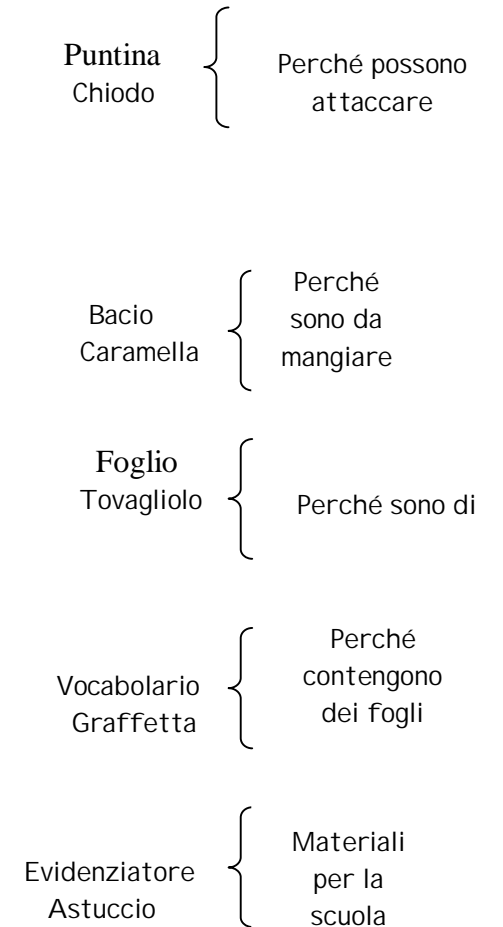 Puntina
Chiodo
Perché possono
attaccare
Bacio
Caramella
Perché
sono da
mangiare
Foglio
Tovagliolo
Perché sono di
Vocabolario
Graffetta
Perché
contengono
dei fogli
Evidenziatore
Astuccio
Materiali
per la
scuola